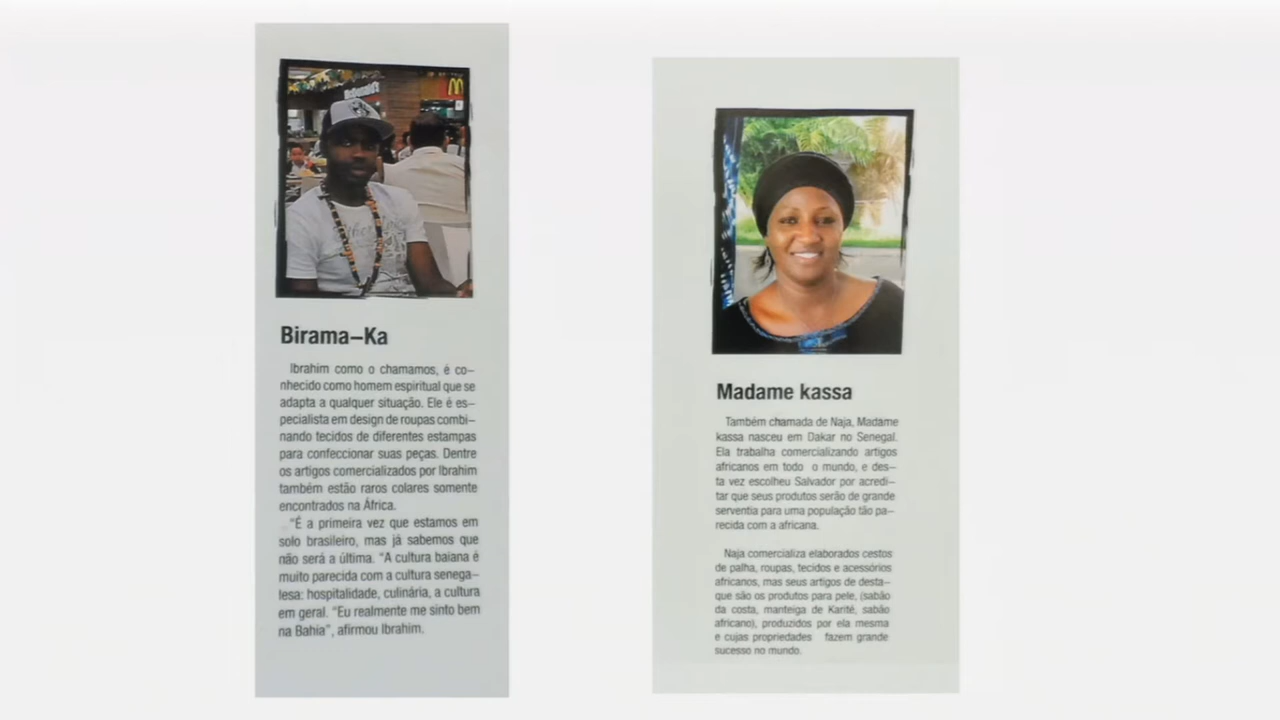 McDonald's
Birama–Ka
Ibrahim como o chamamos, é co–
nhecido como homem espiritual que se
adapta a qualquer situação. Ele é es–
pecialista em design de roupas combi–
nando tecidos de diferentes estampas
para confeccionar suas peças. Dentre
os artigos comercializados por Ibrahim
também estão raros colares somente
encontrados na África.
"É a primeira vez que estamos em
solo brasileiro, mas já sabemos que
não será a última. "A cultura baiana é
muito parecida com a cultura senega–
lesa: hospitalidade, culinária, a cultura
em geral. "Eu realmente me sinto bem
na Bahia", afirmou Ibrahim.
Madame kassa
Também chamada de Naja, Madame
kassa nasceu em Dakar no Senegal.
Ela trabalha comercializando artigos
africanos em todo o mundo, e des–
ta vez escolheu Salvador por acredi–
tar que seus produtos serão de grande
serventia para uma população tão pa–
recida com a africana.
Naja comercializa elaborados cestos
de palha, roupas, tecidos e acessórios
africanos, mas seus artigos de desta–
que são os produtos para pele, (sabão
da costa, manteiga de Karité, sabão
africano), produzidos por ela mesma
e cujas propriedades fazem grande
sucesso no mundo.